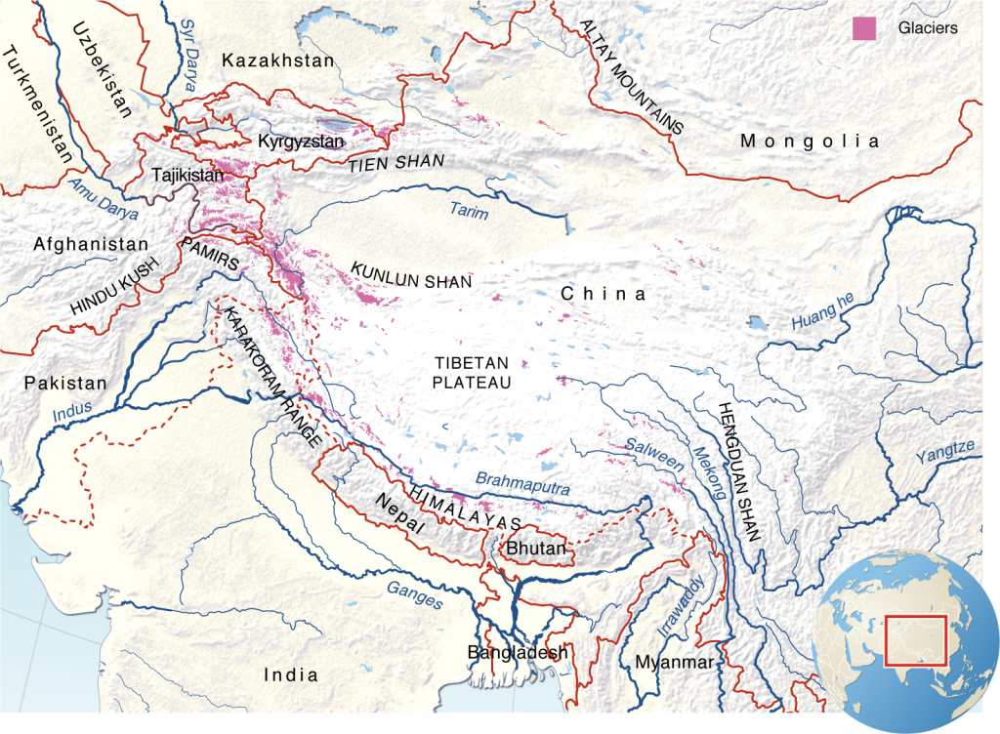 Glaciers
Uzbekistan
Syr Darya
Turkmenistan
Kazakhstan
ALTAY MOUNTAINS
Mongolia
Kyrgyzstan
TIEN SHAN
Tajikistan
Amu Darya
Tarim
Afghanistan
PAMIRS
HINDU KUSH
KUNLUN SHAN
China
Huang he
KARAKORAM RANGE
TIBETAN
PLATEAU
Pakistan
Indus
HENGDUAN SHAN
Salween
Mekong
Yangtze
Brahmaputra
HIMALAYAS
Nepal
Bhutan
Ganges
Irrawaddy
Bangladesh
Myanmar
India